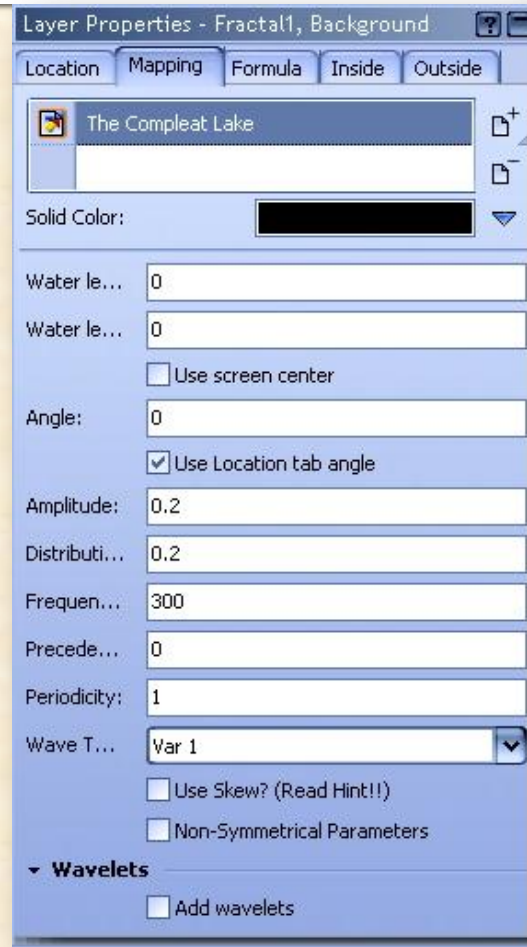 Layer Properties - Fractal1, Background
Location Mapping Formula Inside Outside
The Compleat Lake
Solid Color:
Water le... 0
Water le... 0
Use screen center
Angle: 0
Use Location tab angle
Amplitude: 0.2
Distributi... 0.2
Frequen... 300
Precede... 0
Periodicity: 1
Wave T... Var 1
Use Skew? (Read Hint!!)
Non-Symmetrical Parameters
Wavelets
Add wavelets